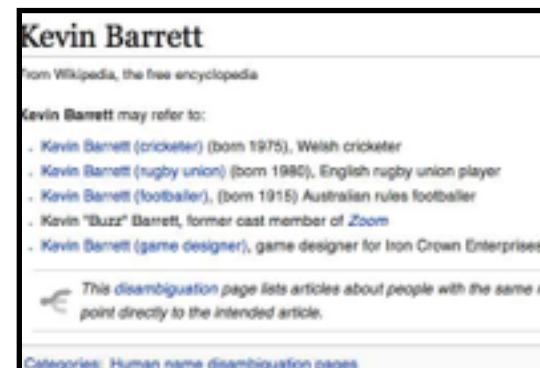 Kevin Barrett
From Wikipedia, the free encyclopedia
Kevin Barrett may refer to:
Kevin Barrett (cricketer) (born 1975), Welsh cricketer
Kevin Barrett (rugby union) (born 1980), English rugby union player
Kevin Barrett (footballer), (born 1915) Australian rules footballer
Kevin "Buzz" Barrett, former cast member of Zoom
Kevin Barrett (game designer), game designer for Iron Crown Enterprises
This disambiguation page lists articles about people with the same
point directly to the intended article.
Categories: Human name disambiguation pages